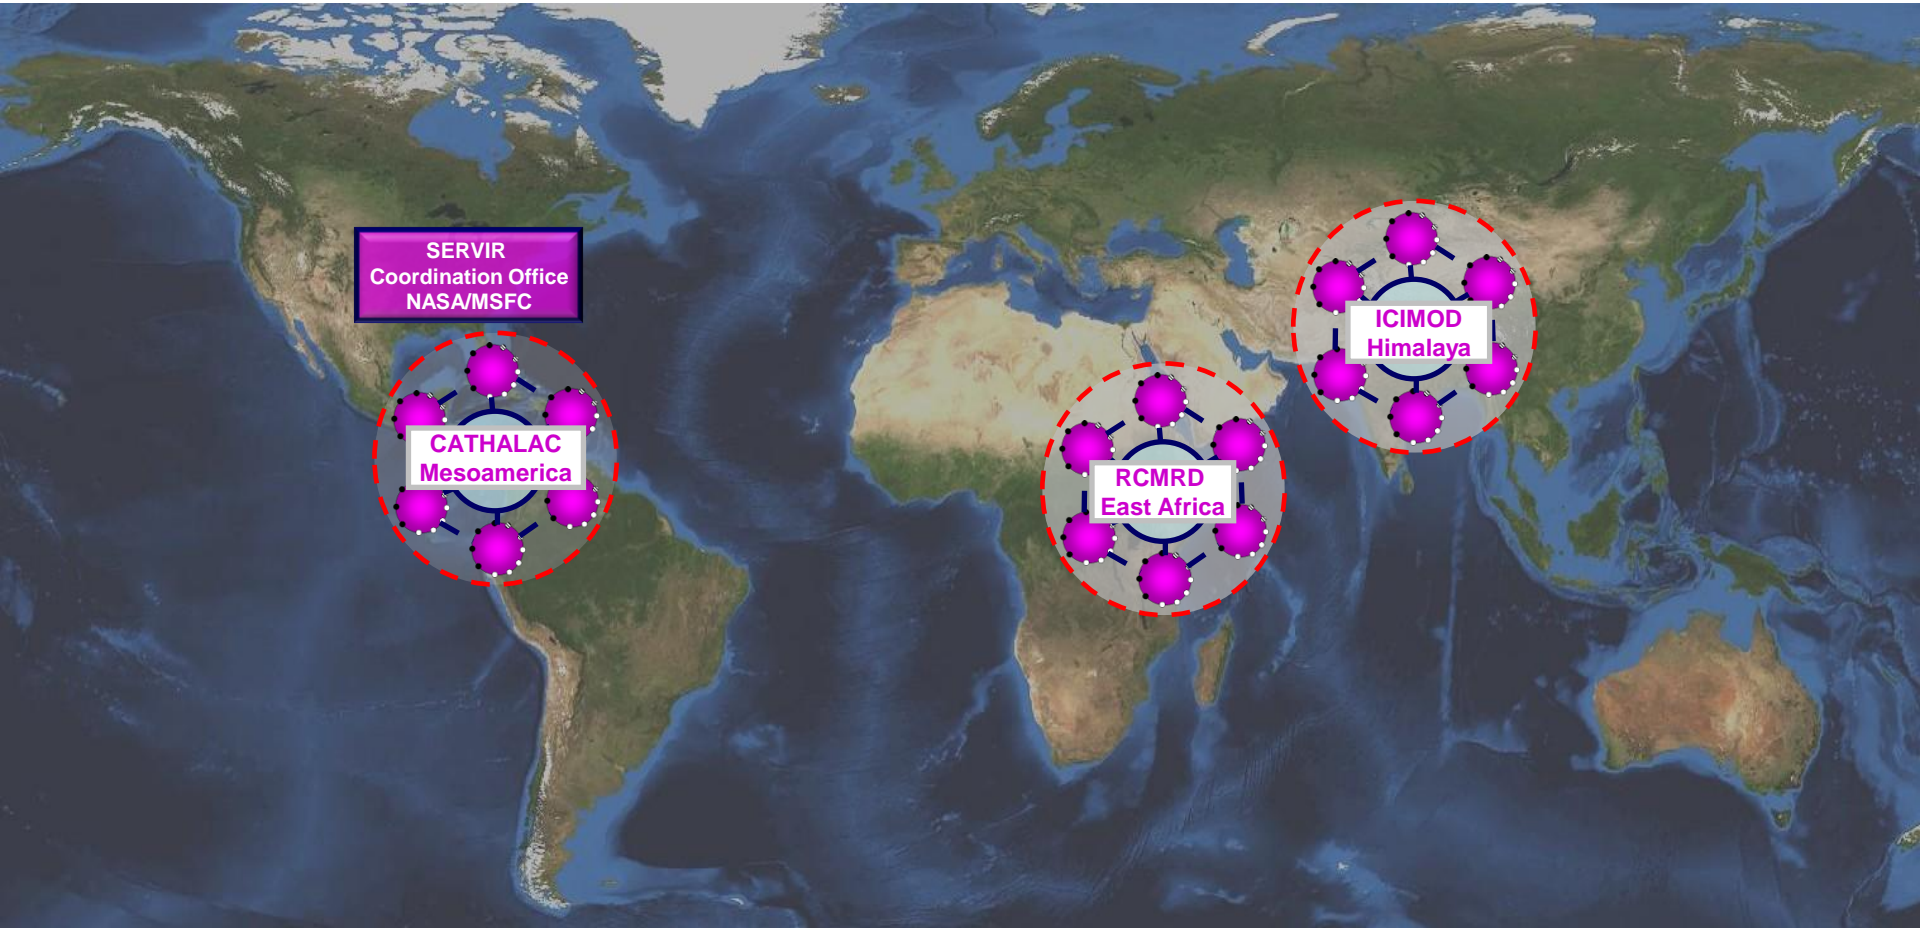 SERVIR
Coordination Office
NASA/MSFC
CATHALAC
Mesoamerica
RCMRD
East Africa
ICIMOD
Himalaya